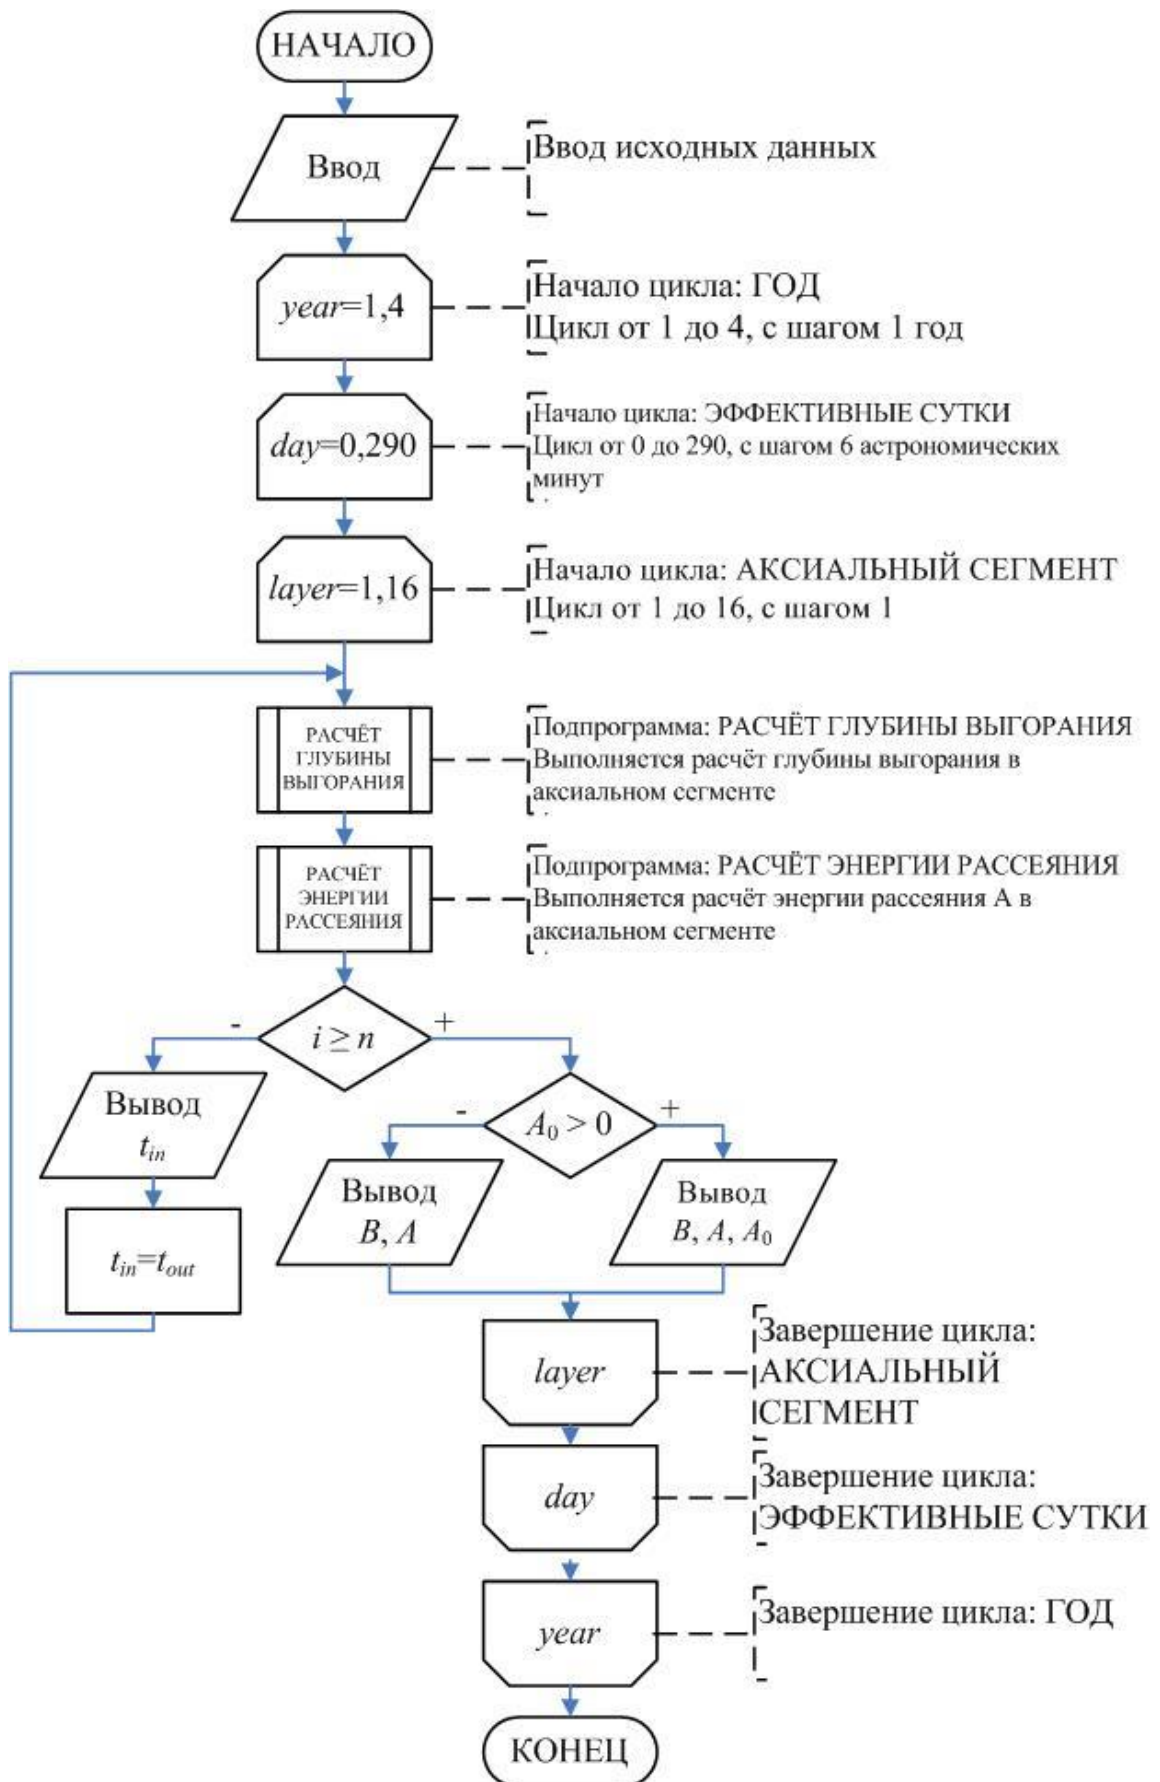 НАЧАЛО
Ввод
Ввод исходных данных
year=1,4
Начало цикла: ГОД
Цикл от 1 до 4, с шагом 1 год
day=0,290
Начало цикла: ЭФФЕКТИВНЫЕ СУТКИ
Цикл от 0 до 290, с шагом 6 астрономических
минут
layer=1,16
Начало цикла: АКСИАЛЬНЫЙ СЕГМЕНТ
Цикл от 1 до 16, с шагом 1
РАСЧЁТ
ГЛУБИНЫ
ВЫГОРАНИЯ
Подпрограмма: РАСЧЁТ ГЛУБИНЫ ВЫГОРАНИЯ
Выполняется расчёт глубины выгорания в
аксиальном сегменте
РАСЧЁТ
ЭНЕРГИИ
РАССЕЯНИЯ
Подпрограмма: РАСЧЁТ ЭНЕРГИИ РАССЕЯНИЯ
Выполняется расчёт энергии рассеяния А в
аксиальном сегменте
- i ≥ n +
Вывод
t_in
t_in=t_out
- A₀ > 0 +
Вывод
B, A
Вывод
B, A, A₀
layer
Завершение цикла:
АКСИАЛЬНЫЙ
СЕГМЕНТ
day
Завершение цикла:
ЭФФЕКТИВНЫЕ СУТКИ
year
Завершение цикла: ГОД
КОНЕЦ